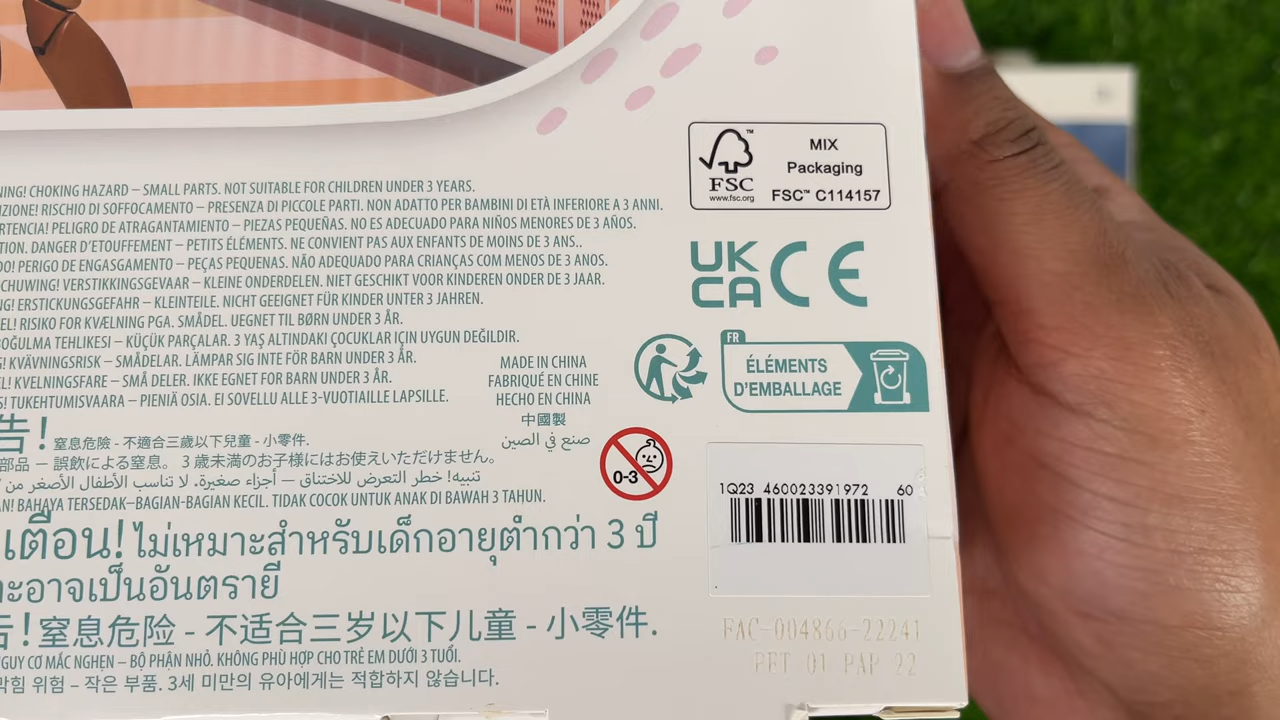 NING! CHOKING HAZARD – SMALL PARTS. NOT SUITABLE FOR CHILDREN UNDER 3 YEARS.
ZIONE! RISCHIO DI SOFFOCAMENTO – PRESENZA DI PICCOLE PARTI. NON ADATTO PER BAMBINI DI ETÀ INFERIORE A 3 ANNI.
RTENCIA! PELIGRO DE ATRAGANTAMIENTO – PIEZAS PEQUEÑAS. NO ES ADECUADO PARA NIÑOS MENORES DE 3 AÑOS.
TION. DANGER D'ETOUFFEMENT – PETITS ÉLÉMENTS. NE CONVIENT PAS AUX ENFANTS DE MOINS DE 3 ANS..
DO! PERIGO DE ENGASGAMENTO – PEÇAS PEQUENAS. NÃO ADEQUADO PARA CRIANÇAS COM MENOS DE 3 ANOS.
CHUWING! VERSTIKKINGSGEVAAR – KLEINE ONDERDELEN. NIET GESCHIKT VOOR KINDEREN ONDER DE 3 JAAR.
NG! ERSTICKUNGSGEFAHR – KLEINTEILE. NICHT GEEIGNET FÜR KINDER UNTER 3 JAHREN.
EL! RISIKO FOR KVÆLNING PGA. SMÅDEL. UEGNET TIL BØRN UNDER 3 ÅR.
BOĞULMA TEHLIKESI – KÜÇÜK PARÇALAR. 3 YAŞ ALTINDAKI ÇOCUKLAR IÇIN UYGUN DEĞILDIR.
G! KVÄVNINGSRISK – SMÅDELAR. LÄMPAR SIG INTE FÖR BARN UNDER 3 ÅR.
EL! KVELNINGSFARE – SMÅ DELER. IKKE EGNET FOR BARN UNDER 3 ÅR.
S! TUKEHTUMISVAARA – PIENIÄ OSIA. EI SOVELLU ALLE 3-VUOTIAILLE LAPSILLE.
告! 窒息危險 - 不適合三歲以下兒童 - 小零件.
部品 – 誤飲による窒息。 3 歳未満のお子様にはお使えいただけません。
تنبيه! خطر التعرض للاختناق – أجزاء صغيرة. لا تناسب الأطفال الأصغر من
AN! BAHAYA TERSEDAK–BAGIAN-BAGIAN KECIL. TIDAK COCOK UNTUK ANAK DI BAWAH 3 TAHUN.
เตือน! ไม่เหมาะสำหรับเด็กอายุต่ำกว่า 3 ปี
ละอาจเป็นอันตรายี
告! 窒息危险 - 不适合三岁以下儿童 - 小零件.
NGUY CƠ MẮC NGHẸN – BỘ PHẬN NHỎ. KHÔNG PHÙ HỢP CHO TRẺ EM DƯỚI 3 TUỔI.
막힘 위험 – 작은 부품. 3세 미만의 유아에게는 적합하지 않습니다.
MADE IN CHINA
FABRIQUÉ EN CHINE
HECHO EN CHINA
中國製
صنع في الصين
0-3
FSC™
www.fsc.org
MIX
Packaging
FSC™ C114157
UK
CA
CE
FR
ÉLÉMENTS
D'EMBALLAGE
1Q23 460023391972 60
FAC-004866-22241
PET 01 PAP 22